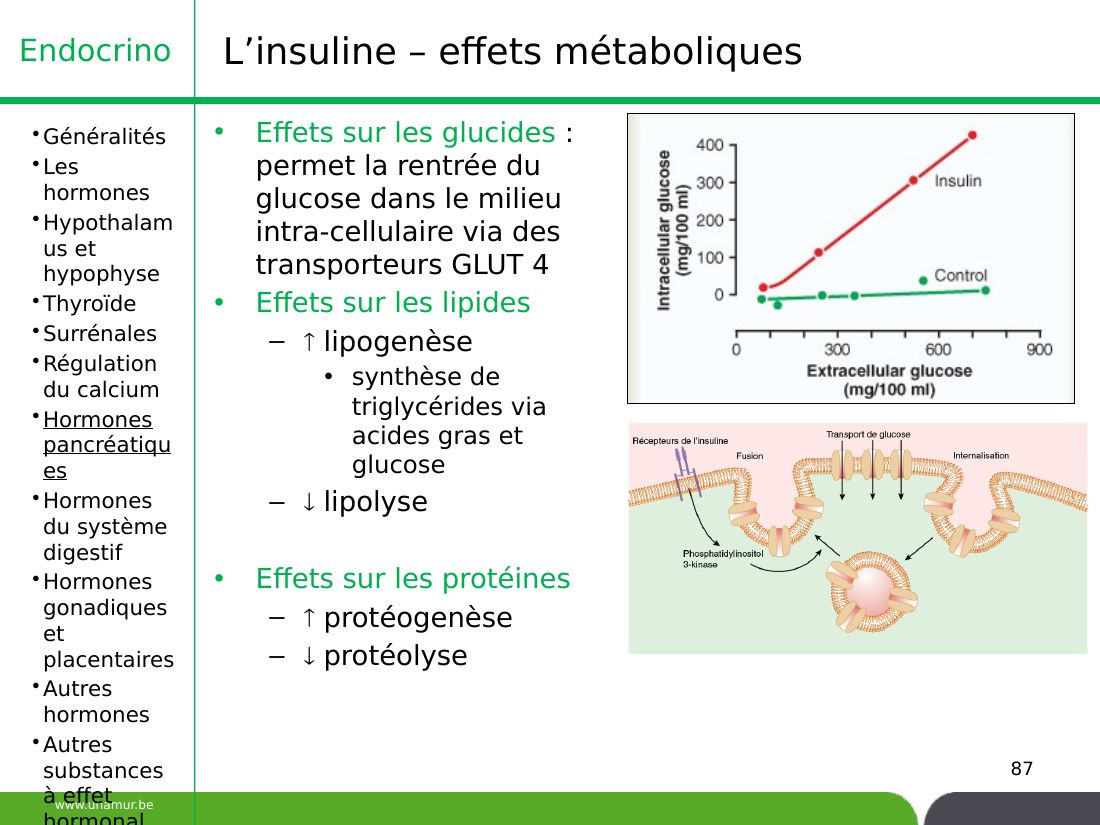 Endocrino
L’insuline – effets métaboliques
•Généralités
•Les
hormones
•Hypothalam
us et
hypophyse
•Thyroïde
•Surrénales
•Régulation
du calcium
•Hormones
pancréatiqu
es
•Hormones
du système
digestif
•Hormones
gonadiques
et
placentaires
•Autres
hormones
•Autres
substances
à effet
hormonal
www.unamur.be
• Effets sur les glucides :
permet la rentrée du
glucose dans le milieu
intra-cellulaire via des
transporteurs GLUT 4
• Effets sur les lipides
– ↑ lipogenèse
• synthèse de
triglycérides via
acides gras et
glucose
– ↓ lipolyse
• Effets sur les protéines
– ↑ protéogenèse
– ↓ protéolyse
Intracellular glucose
(mg/100 ml)
400
300
200
100
0
Insulin
Control
0 300 600 900
Extracellular glucose
(mg/100 ml)
Récepteurs de l'insuline
Fusion
Transport de glucose
Internalisation
Phosphatidylinositol
3-kinase
87